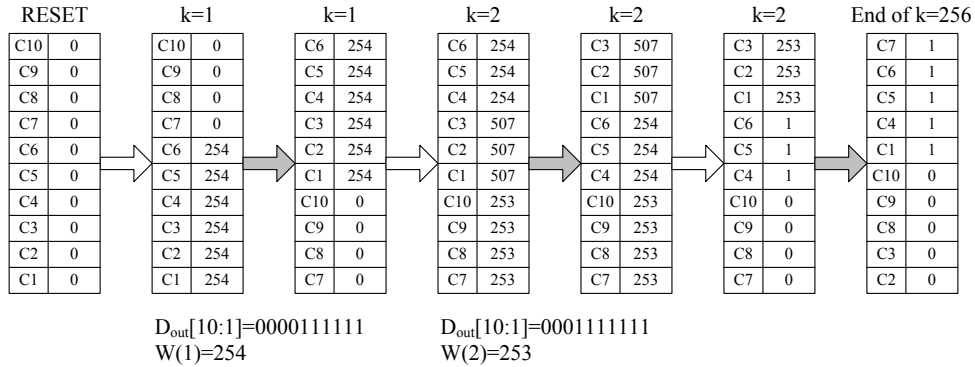 RESET k=1 k=1 k=2 k=2 k=2 End of k=256
C10 0 C10 0 C6 254 C6 254 C3 507 C3 253 C7 1
C9 0 C9 0 C5 254 C5 254 C2 507 C2 253 C6 1
C8 0 C8 0 C4 254 C4 254 C1 507 C1 253 C5 1
C7 0 C7 0 C3 254 C3 507 C6 254 C6 1 C4 1
C6 0 C6 254 C2 254 C2 507 C5 254 C5 1 C1 1
C5 0 C5 254 C1 254 C1 507 C4 254 C4 1 C10 0
C4 0 C4 254 C10 0 C10 253 C10 253 C10 0 C9 0
C3 0 C3 254 C9 0 C9 253 C9 253 C9 0 C8 0
C2 0 C2 254 C8 0 C8 253 C8 253 C8 0 C3 0
C1 0 C1 254 C7 0 C7 253 C7 253 C7 0 C2 0
Dout[10:1]=0000111111 Dout[10:1]=0001111111
W(1)=254 W(2)=253